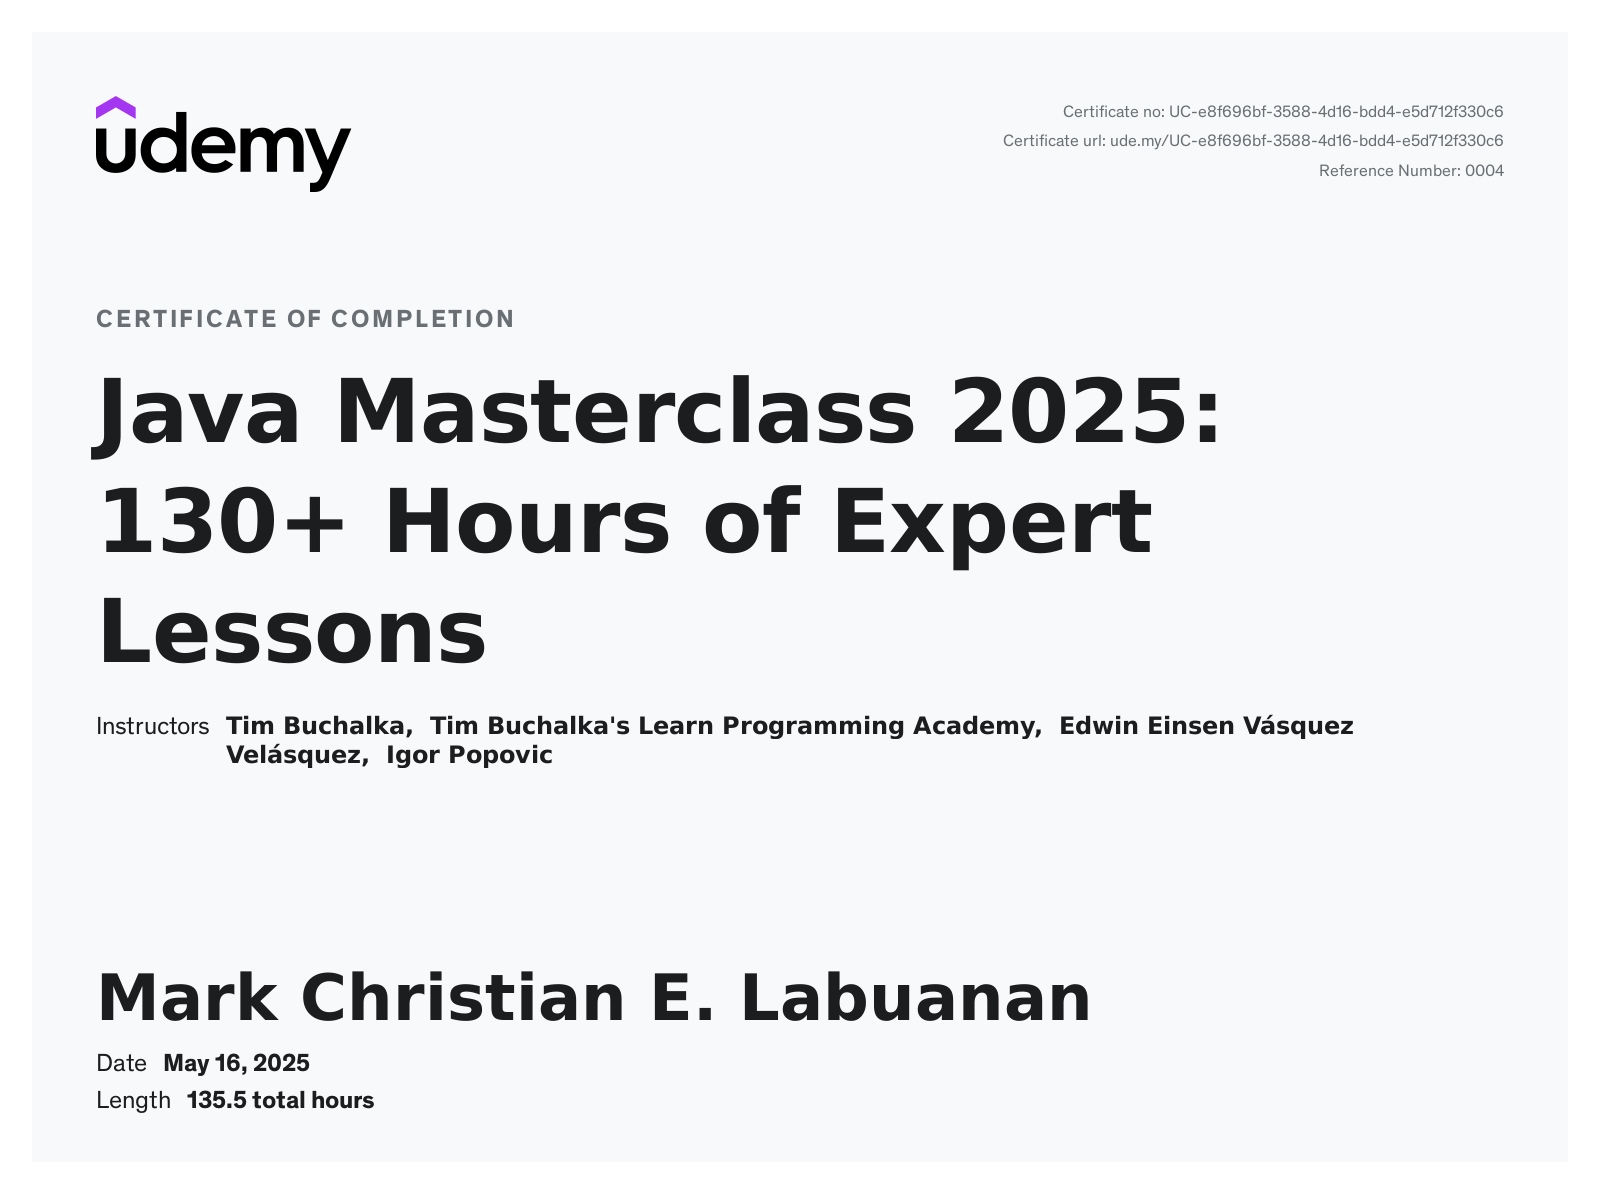 udemy
Certificate no: UC-e8f696bf-3588-4d16-bdd4-e5d712f330c6
Certificate url: ude.my/UC-e8f696bf-3588-4d16-bdd4-e5d712f330c6
Reference Number: 0004
CERTIFICATE OF COMPLETION
Java Masterclass 2025:
130+ Hours of Expert
Lessons
Instructors Tim Buchalka, Tim Buchalka's Learn Programming Academy, Edwin Einsen Vásquez
Velásquez, Igor Popovic
Mark Christian E. Labuanan
Date May 16, 2025
Length 135.5 total hours